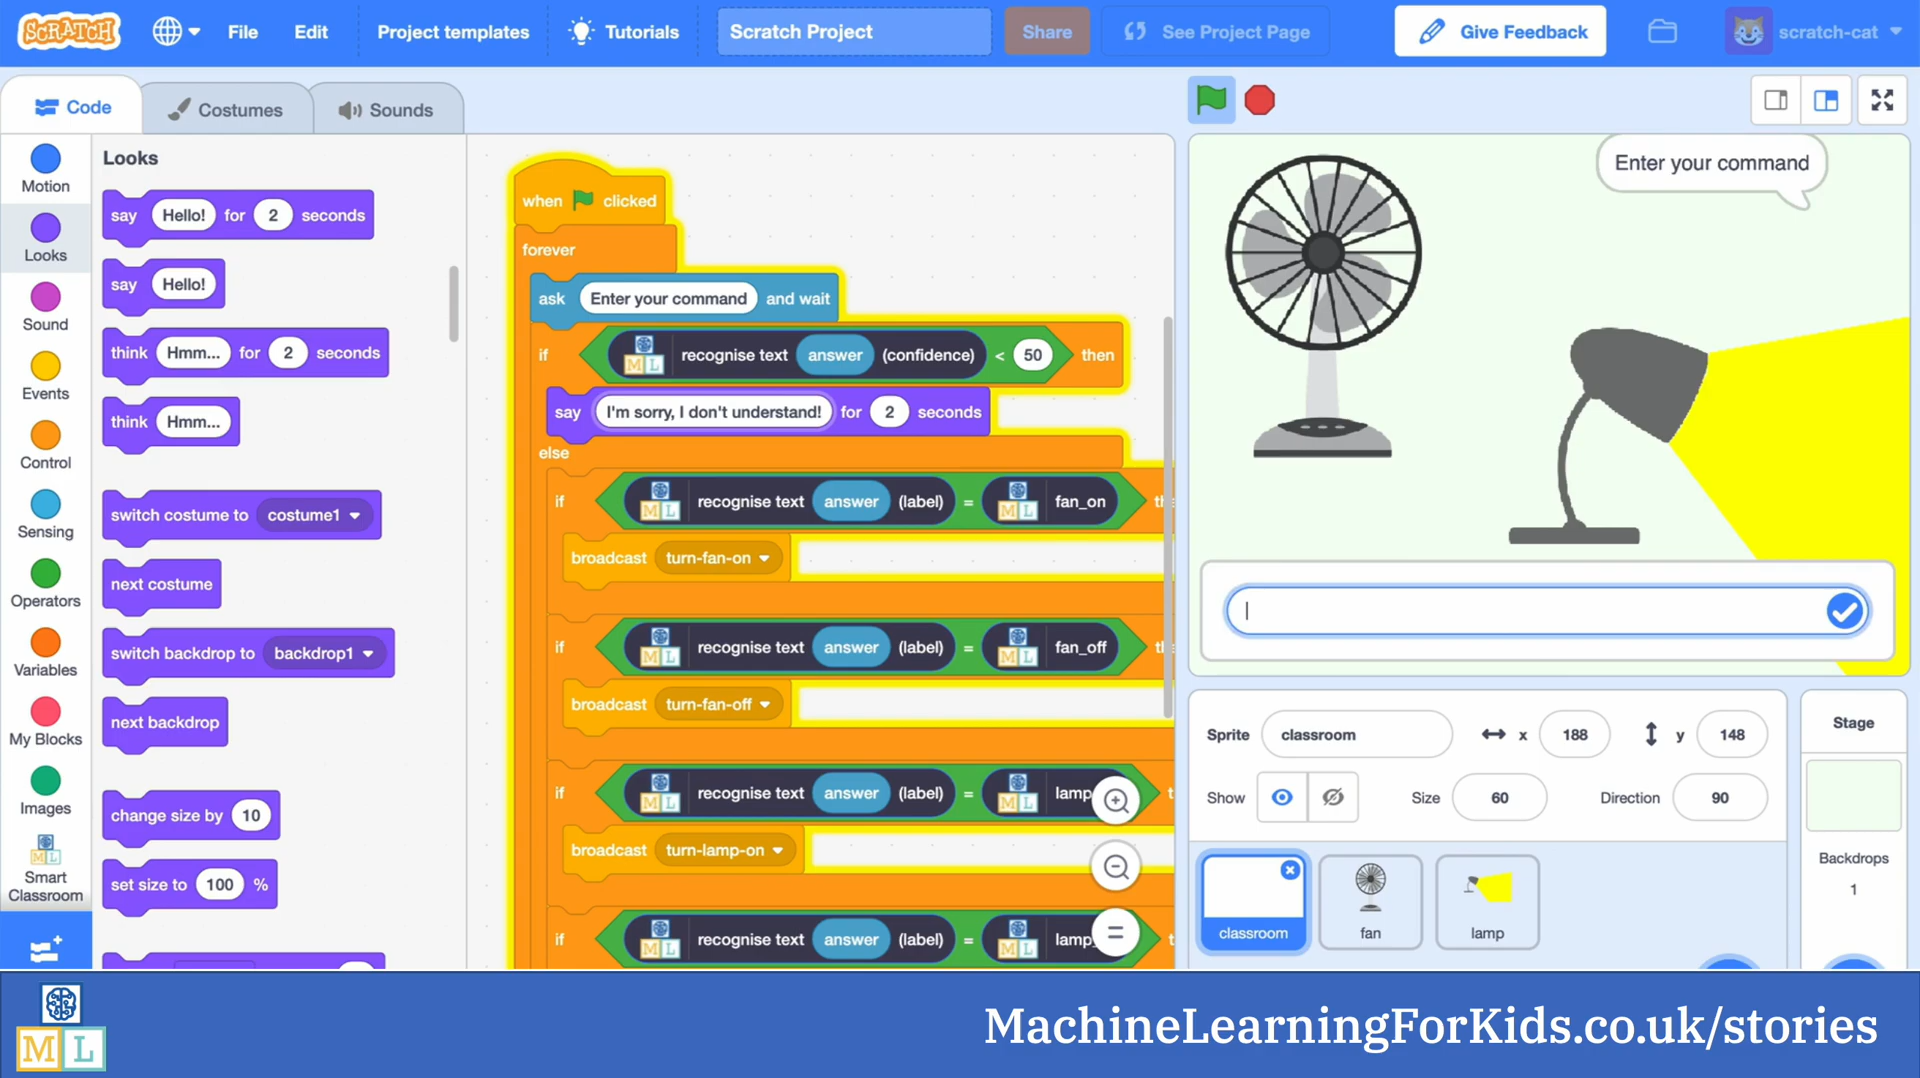 SCRATCH
File
Edit
Project templates
Tutorials
Scratch Project
Share
See Project Page
Give Feedback
scratch-cat
Code
Costumes
Sounds
Motion
Looks
Sound
Events
Control
Sensing
Operators
Variables
My Blocks
Images
M L
Smart
Classroom
Looks
say Hello! for 2 seconds
say Hello!
think Hmm... for 2 seconds
think Hmm...
switch costume to costume1
next costume
switch backdrop to backdrop1
next backdrop
change size by 10
set size to 100 %
when clicked
forever
ask Enter your command and wait
if M L recognise text answer (confidence) < 50 then
say I'm sorry, I don't understand! for 2 seconds
else
if M L recognise text answer (label) = M L fan_on
broadcast turn-fan-on
if M L recognise text answer (label) = M L fan_off
broadcast turn-fan-off
if M L recognise text answer (label) = M L lamp
broadcast turn-lamp-on
if M L recognise text answer (label) = M L lamp
Enter your command
Sprite classroom x 188 y 148
Show Size 60 Direction 90
classroom
fan
lamp
Stage
Backdrops
1
M L
MachineLearningForKids.co.uk/stories